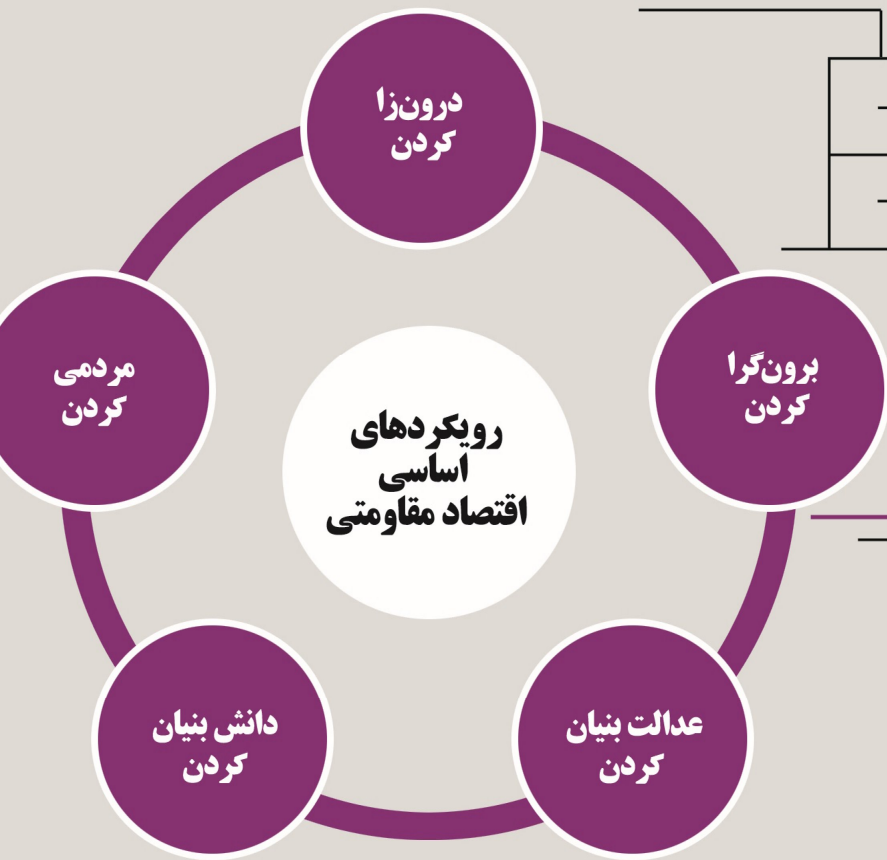 درون‌زا
کردن
برون‌گرا
کردن
مردمی
کردن
رویکردهای
اساسی
اقتصاد مقاومتی
عدالت بنیان
کردن
دانش بنیان
کردن